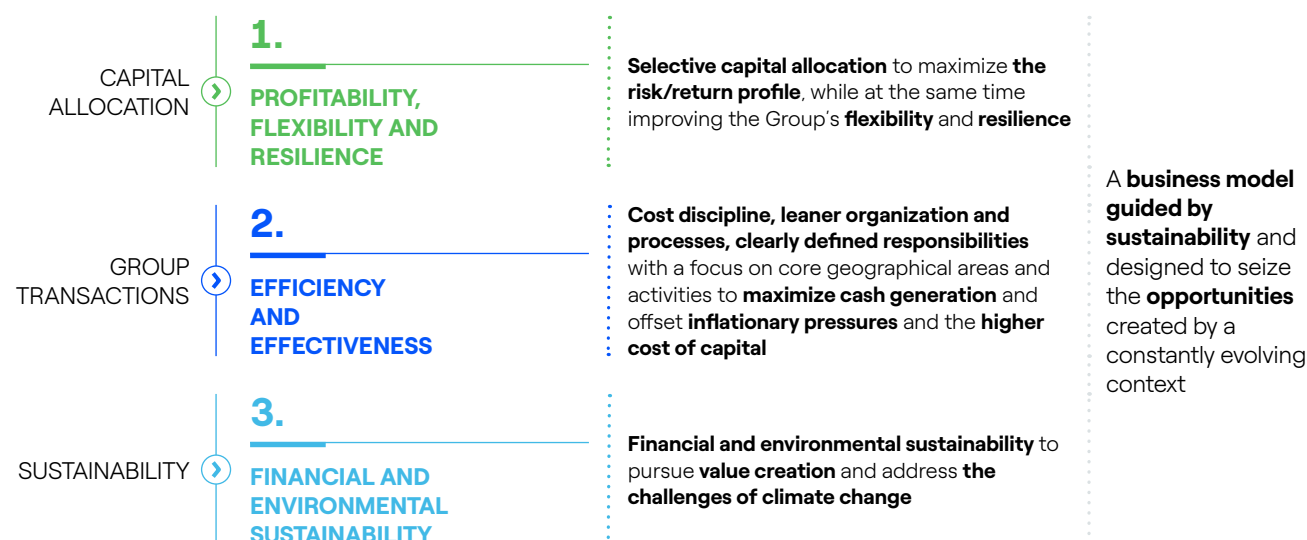 CAPITAL
ALLOCATION
1.
PROFITABILITY,
FLEXIBILITY AND
RESILIENCE
Selective capital allocation to maximize the
risk/return profile, while at the same time
improving the Group's flexibility and resilience
GROUP
TRANSACTIONS
2.
EFFICIENCY
AND
EFFECTIVENESS
Cost discipline, leaner organization and
processes, clearly defined responsibilities
with a focus on core geographical areas and
activities to maximize cash generation and
offset inflationary pressures and the higher
cost of capital
SUSTAINABILITY
3.
FINANCIAL AND
ENVIRONMENTAL
SUSTAINABILITY
Financial and environmental sustainability to
pursue value creation and address the
challenges of climate change
A business model
guided by
sustainability and
designed to seize
the opportunities
created by a
constantly evolving
context